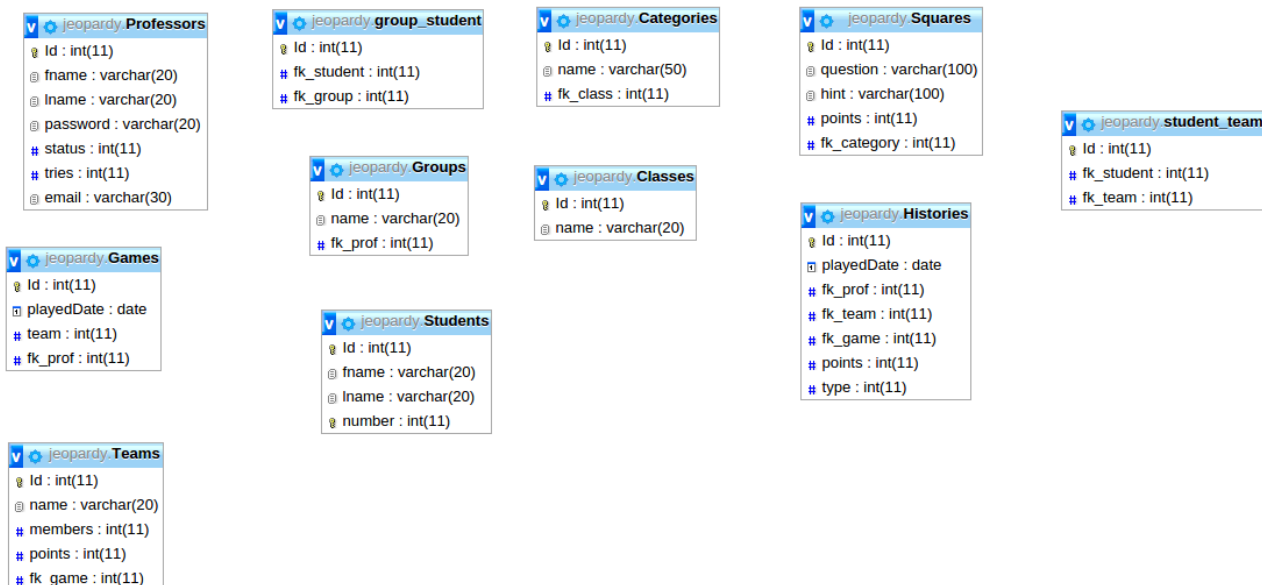 jeopardy.Professors
Id : int(11)
fname : varchar(20)
lname : varchar(20)
password : varchar(20)
status : int(11)
tries : int(11)
email : varchar(30)
jeopardy.group_student
Id : int(11)
fk_student : int(11)
fk_group : int(11)
jeopardy.Categories
Id : int(11)
name : varchar(50)
fk_class : int(11)
jeopardy.Squares
Id : int(11)
question : varchar(100)
hint : varchar(100)
points : int(11)
fk_category : int(11)
jeopardy.student_team
Id : int(11)
fk_student : int(11)
fk_team : int(11)
jeopardy.Groups
Id : int(11)
name : varchar(20)
fk_prof : int(11)
jeopardy.Classes
Id : int(11)
name : varchar(20)
jeopardy.Histories
Id : int(11)
playedDate : date
fk_prof : int(11)
fk_team : int(11)
fk_game : int(11)
points : int(11)
type : int(11)
jeopardy.Games
Id : int(11)
playedDate : date
team : int(11)
fk_prof : int(11)
jeopardy.Students
Id : int(11)
fname : varchar(20)
lname : varchar(20)
number : int(11)
jeopardy.Teams
Id : int(11)
name : varchar(20)
members : int(11)
points : int(11)
fk_game : int(11)